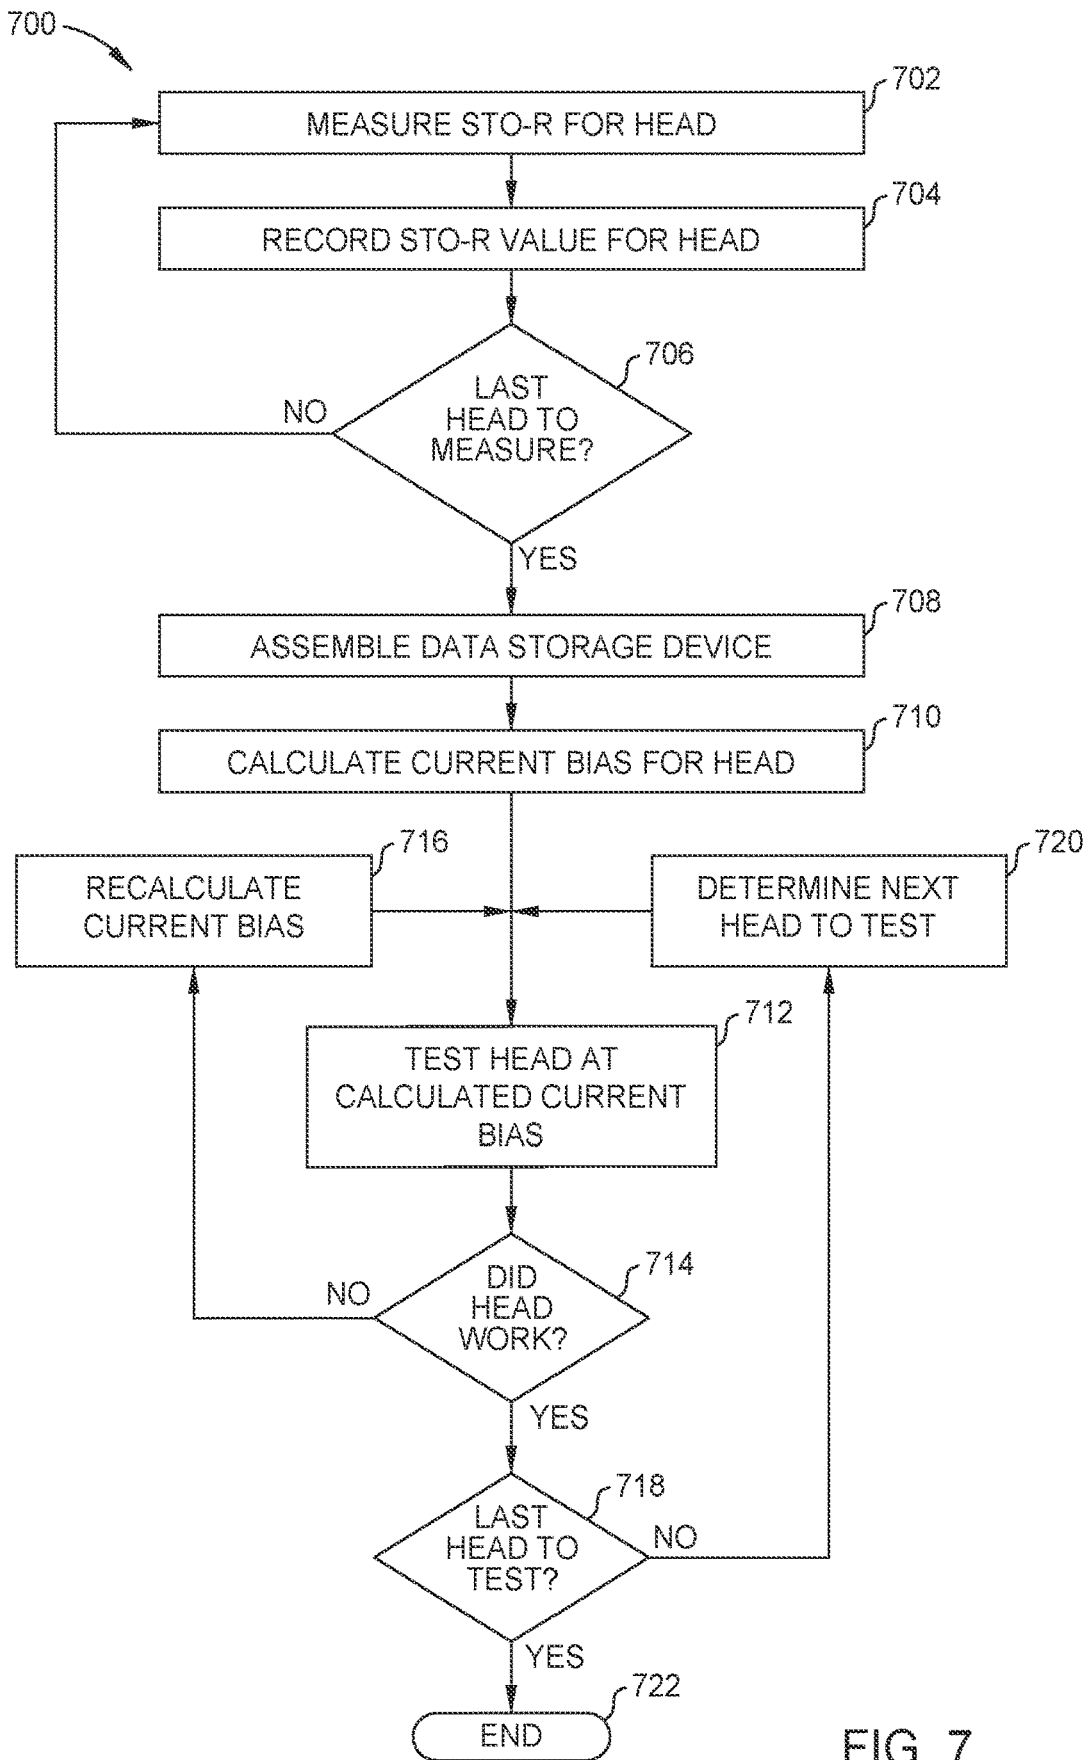 700
702
MEASURE STO-R FOR HEAD
704
RECORD STO-R VALUE FOR HEAD
706
LAST
HEAD TO
MEASURE?
NO
YES
708
ASSEMBLE DATA STORAGE DEVICE
710
CALCULATE CURRENT BIAS FOR HEAD
716
RECALCULATE
CURRENT BIAS
720
DETERMINE NEXT
HEAD TO TEST
712
TEST HEAD AT
CALCULATED CURRENT
BIAS
714
DID
HEAD
WORK?
NO
YES
718
LAST
HEAD TO
TEST?
NO
YES
722
END
FIG. 7